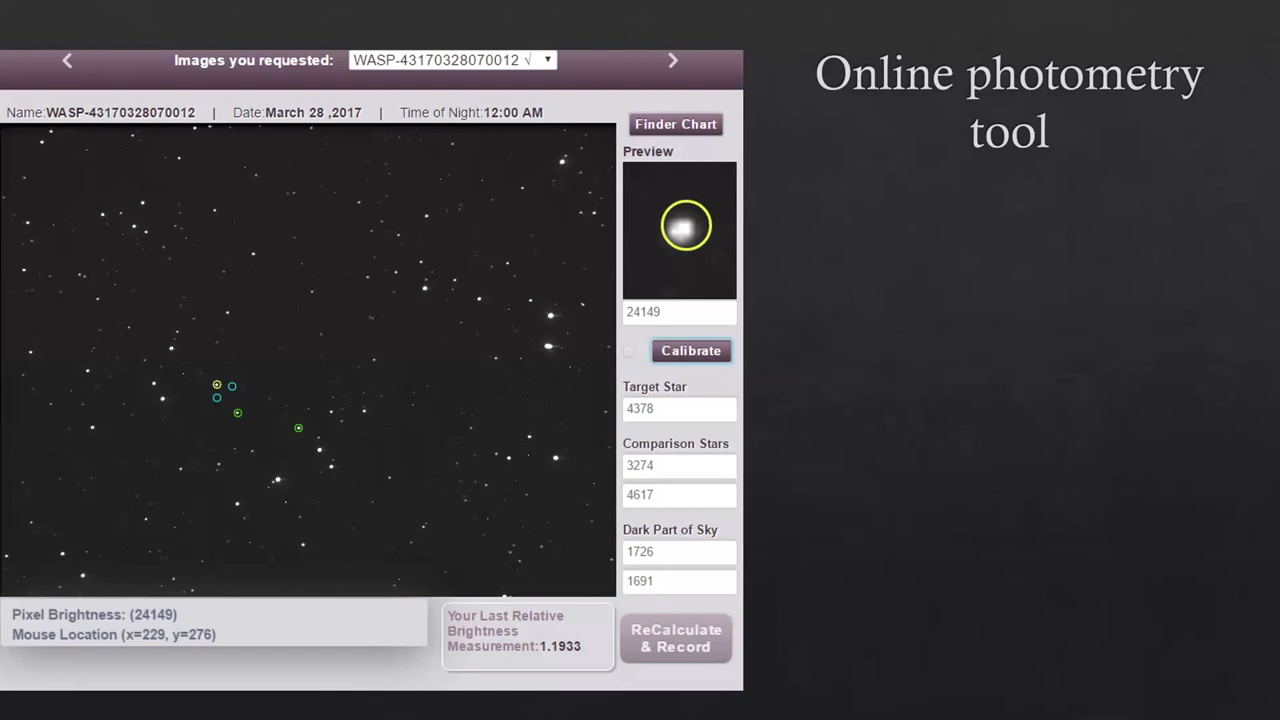 Images you requested: WASP-43170328070012 √
Online photometry
tool
Name:WASP-43170328070012 | Date:March 28 ,2017 | Time of Night:12:00 AM
Finder Chart
Preview
24149
Calibrate
Target Star
4378
Comparison Stars
3274
4617
Dark Part of Sky
1726
1691
Pixel Brightness: (24149)
Mouse Location (x=229, y=276)
Your Last Relative
Brightness
Measurement:1.1933
ReCalculate
& Record